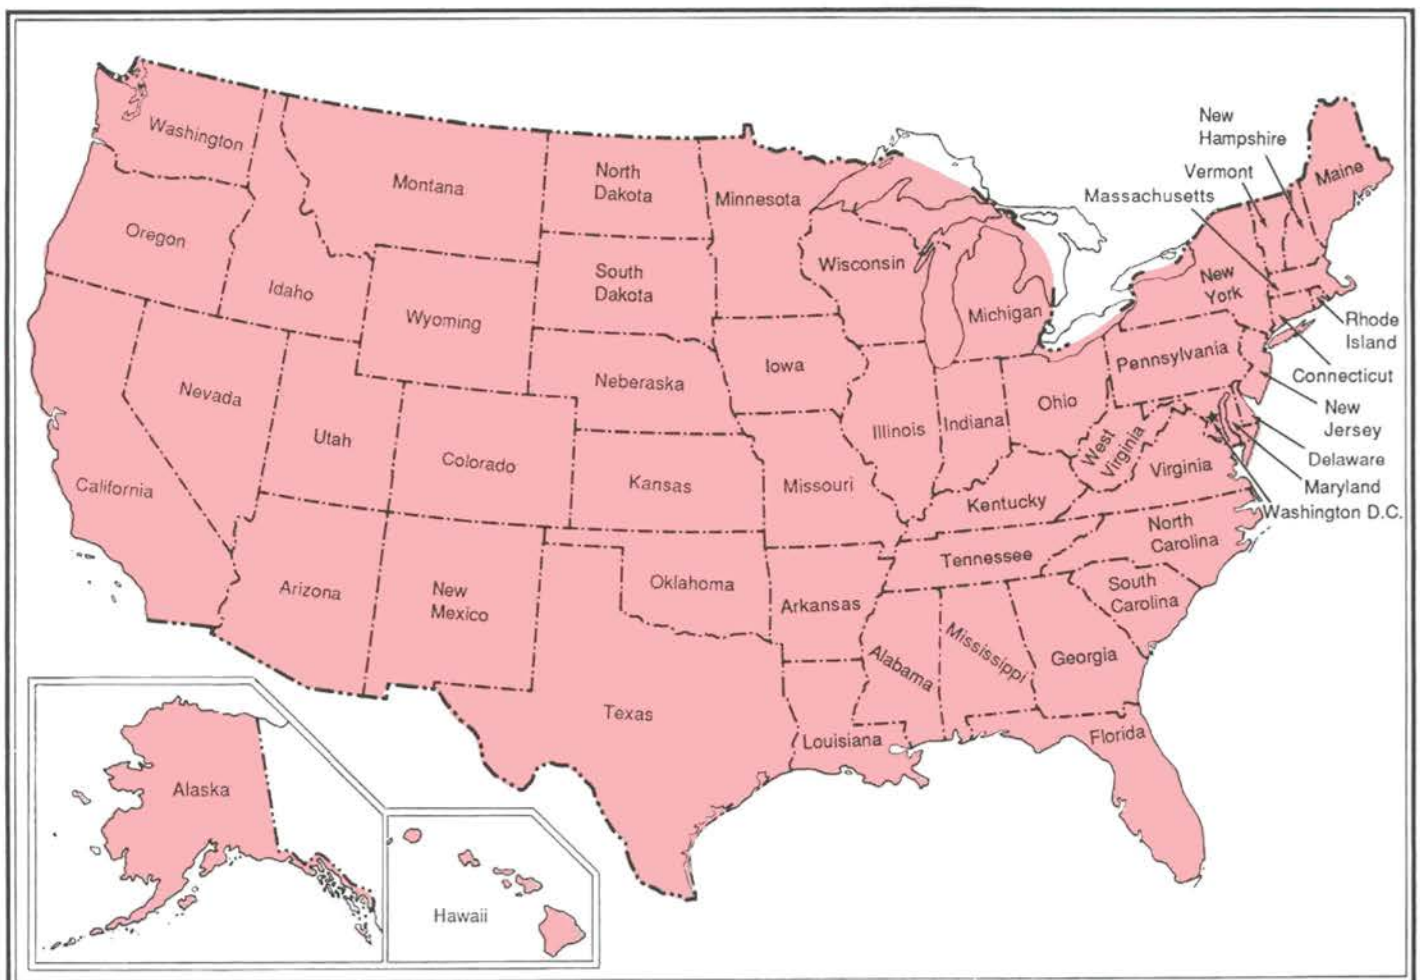 Washington
Montana
North
Dakota
Minnesota
New
Hampshire
Vermont
Massachusetts
Maine
Oregon
Idaho
Wyoming
South
Dakota
Wisconsin
Michigan
New
York
Rhode
Island
Connecticut
New
Jersey
Delaware
Maryland
Washington D.C.
Nevada
Utah
Colorado
Neberaska
Iowa
Illinois
Indiana
Ohio
Pennsylvania
West
Virginia
Virginia
California
Kansas
Missouri
Kentucky
North
Carolina
Tennessee
South
Carolina
Arizona
New
Mexico
Oklahoma
Arkansas
Alabama
Mississippi
Georgia
Texas
Louisiana
Florida
Alaska
Hawaii